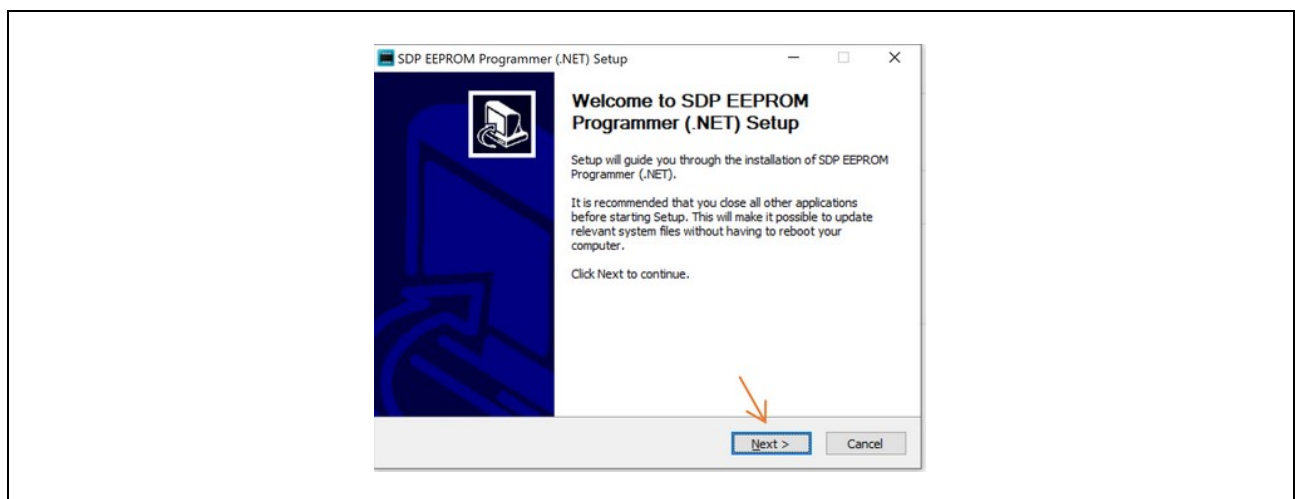 SDP EEPROM Programmer (.NET) Setup
Welcome to SDP EEPROM
Programmer (.NET) Setup
Setup will guide you through the installation of SDP EEPROM
Programmer (.NET).
It is recommended that you close all other applications
before starting Setup. This will make it possible to update
relevant system files without having to reboot your
computer.
Click Next to continue.
Next > Cancel